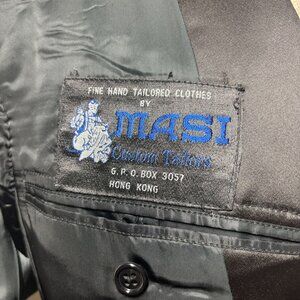 FINE HAND TAILORED CLOTHES
BY
MASI
Custom Tailors
G.P.O. BOX 3057
HONG KONG